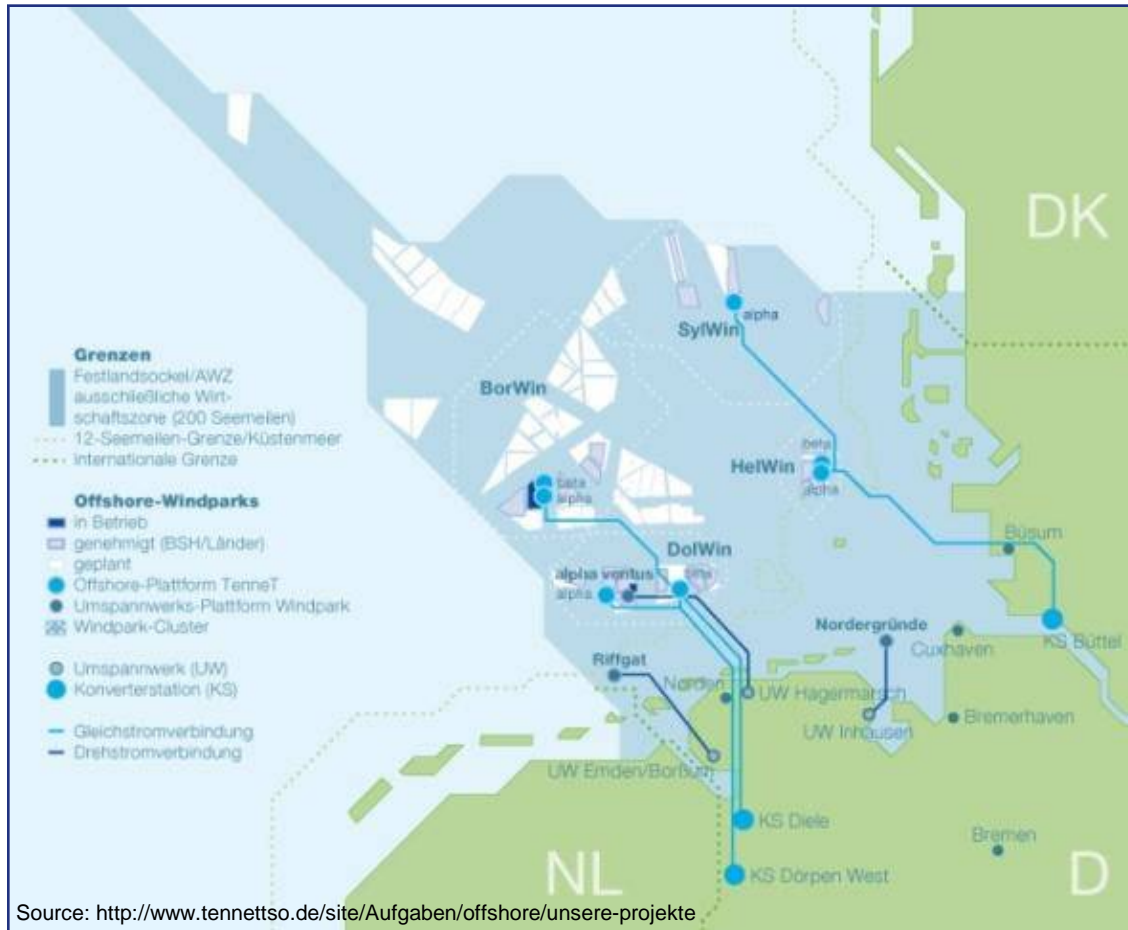 DK
alpha
SylWin
Grenzen
Festlandsockel/AWZ
ausschließliche Wirt-
schaftszone (200 Seemeilen)
12-Seemeilen-Grenze/Küstenmeer
Internationale Grenze
BorWin
beta
HelWin
alpha
Offshore-Windparks
in Betrieb
genehmigt (BSH/Länder)
geplant
Offshore-Plattform TenneT
Umspannwerks-Plattform Windpark
Windpark-Cluster
Umspannwerk (UW)
Konverterstation (KS)
Gleichstromverbindung
Drehstromverbindung
beta
alpha
DolWin
alpha ventus
alpha
Büsum
Nordergründe
Cuxhaven
KS Büttel
Riffgat
Norden
UW Hagermarsch
UW Inhausen
Bremerhaven
UW Emden/Borßum
KS Diele
Bremen
NL
KS Dörpen West
D
Source: http://www.tennettso.de/site/Aufgaben/offshore/unsere-projekte